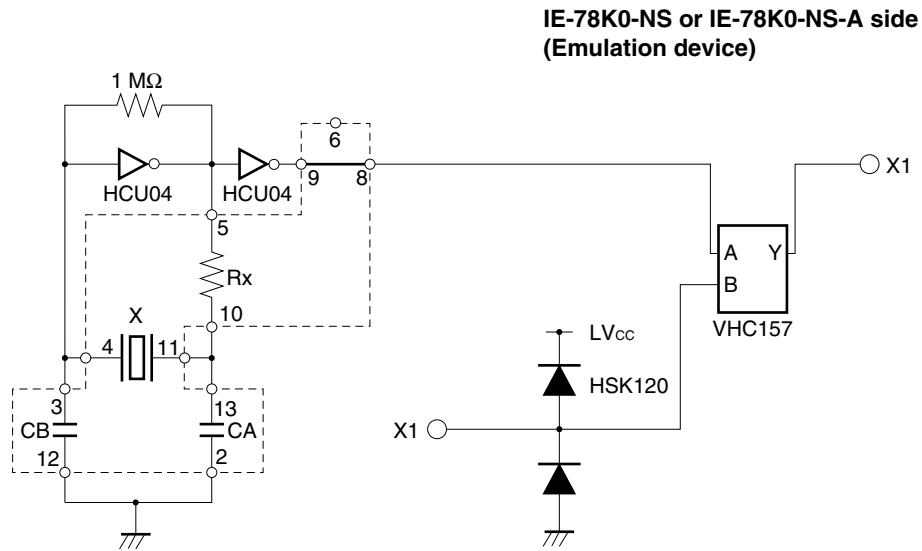 IE-78K0-NS or IE-78K0-NS-A side
(Emulation device)
1 MΩ
HCU04
HCU04
6
9
8
5
Rx
10
X
4
11
3
13
CB
CA
12
2
X1
A
Y
B
VHC157
LVCC
HSK120
X1